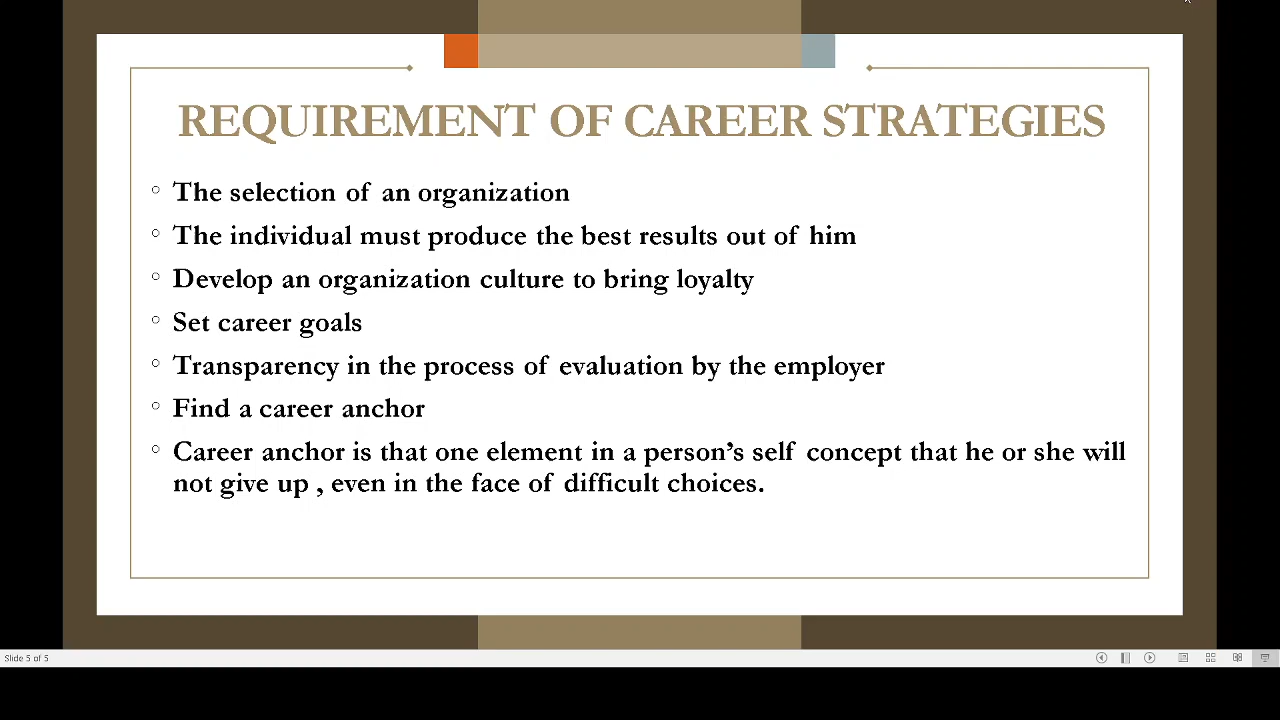 REQUIREMENT OF CAREER STRATEGIES
The selection of an organization
The individual must produce the best results out of him
Develop an organization culture to bring loyalty
Set career goals
Transparency in the process of evaluation by the employer
Find a career anchor
Career anchor is that one element in a person’s self concept that he or she will
not give up , even in the face of difficult choices.
Slide 5 of 5